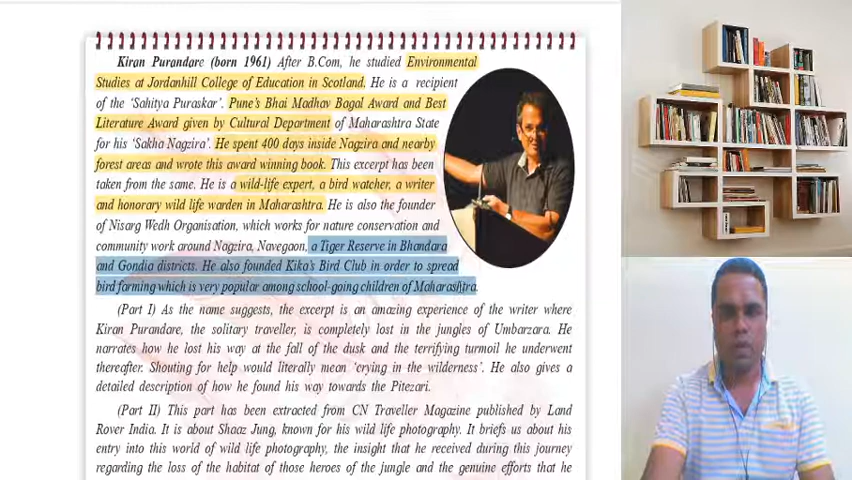 Kiran Purandare (born 1961) After B.Com, he studied Environmental
Studies at Jordanhill College of Education in Scotland. He is a recipient
of the ‘Sahitya Puraskar’. Pune’s Bhai Madhav Bagal Award and Best
Literature Award given by Cultural Department of Maharashtra State
for his ‘Sakha Nagzira’. He spent 400 days inside Nagzira and nearby
forest areas and wrote this award winning book. This excerpt has been
taken from the same. He is a wild-life expert, a bird watcher, a writer
and honorary wild life warden in Maharashtra. He is also the founder
of Nisarg Wedh Organisation, which works for nature conservation and
community work around Nagzira, Navegaon, a Tiger Reserve in Bhandara
and Gondia districts. He also founded Kika’s Bird Club in order to spread
bird farming which is very popular among school-going children of Maharashtra.
(Part I) As the name suggests, the excerpt is an amazing experience of the writer where
Kiran Purandare, the solitary traveller, is completely lost in the jungles of Umbarzara. He
narrates how he lost his way at the fall of the dusk and the terrifying turmoil he underwent
thereafter. Shouting for help would literally mean ‘crying in the wilderness’. He also gives a
detailed description of how he found his way towards the Pitezari.
(Part II) This part has been extracted from CN Traveller Magazine published by Land
Rover India. It is about Shaaz Jung, known for his wild life photography. It briefs us about his
entry into this world of wild life photography, the insight that he received during this journey
regarding the loss of the habitat of those heroes of the jungle and the genuine efforts that he